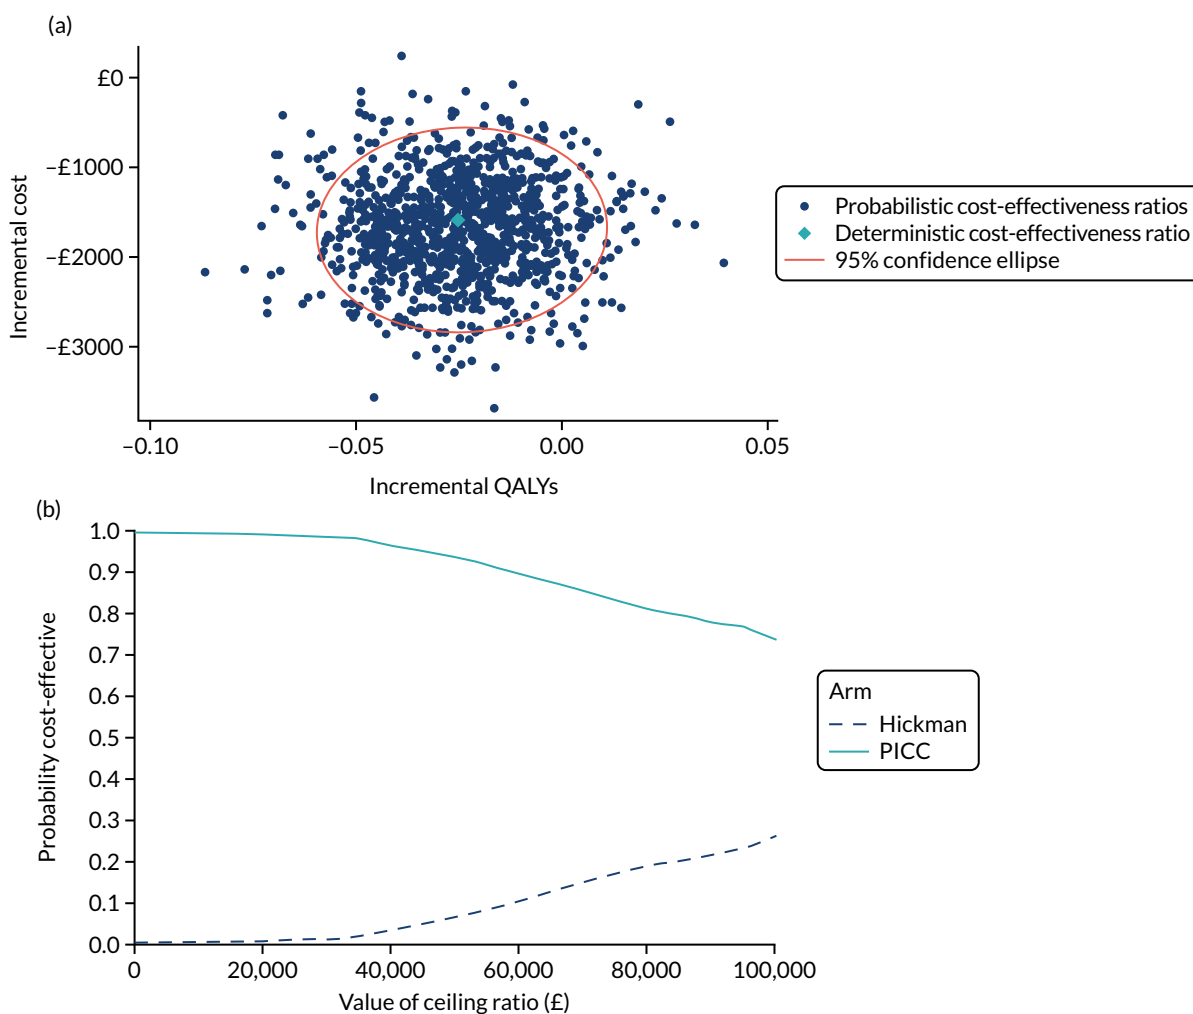 (a)
£0
–£1000
–£2000
–£3000
Incremental cost
–0.10
–0.05
0.00
0.05
Incremental QALYs
Probabilistic cost-effectiveness ratios
Deterministic cost-effectiveness ratio
95% confidence ellipse
(b)
1.0
0.9
0.8
0.7
0.6
0.5
0.4
0.3
0.2
0.1
0.0
Probability cost-effective
0
20,000
40,000
60,000
80,000
100,000
Value of ceiling ratio (£)
Arm
Hickman
PICC